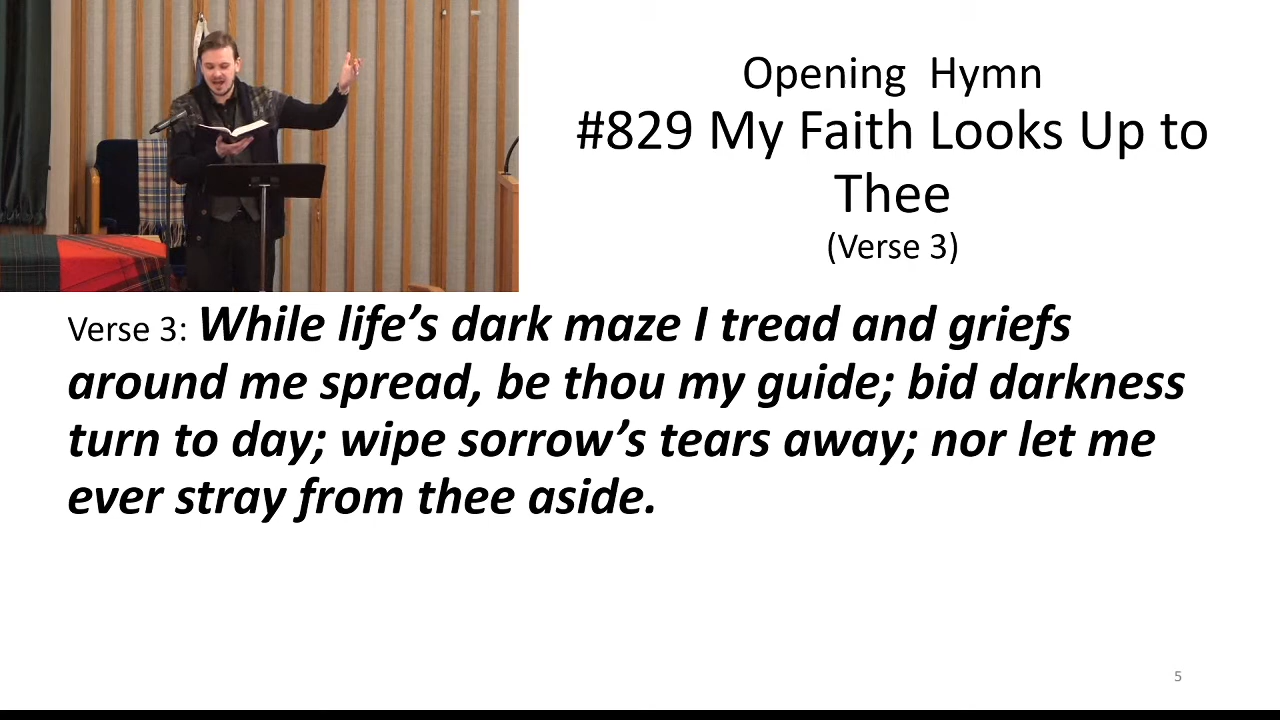 Opening  Hymn
#829 My Faith Looks Up to
Thee
(Verse 3)
Verse 3: While life’s dark maze I tread and griefs
around me spread, be thou my guide; bid darkness
turn to day; wipe sorrow’s tears away; nor let me
ever stray from thee aside.
5